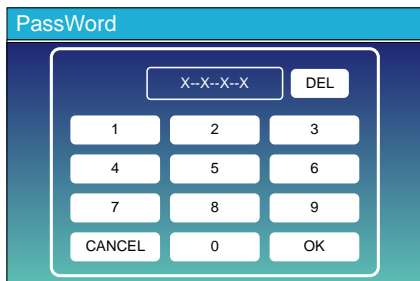 PassWord
X--X--X--X DEL
1 2 3
4 5 6
7 8 9
CANCEL 0 OK